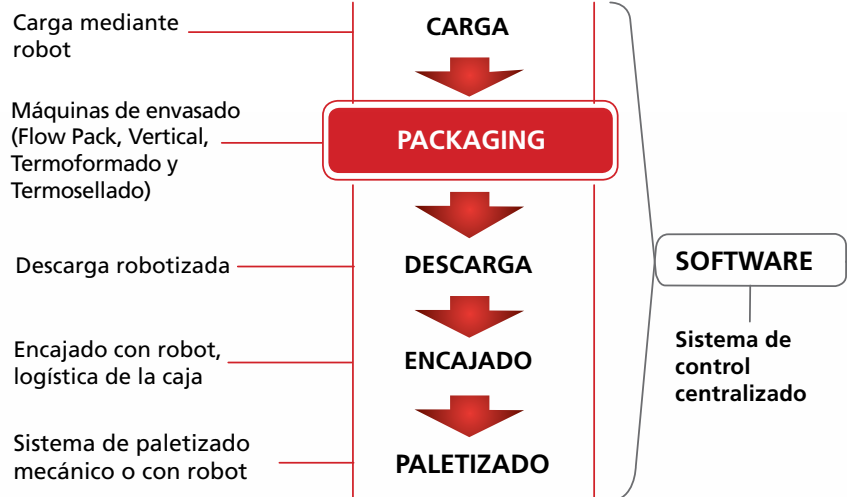 Carga mediante
robot
CARGA
Máquinas de envasado
(Flow Pack, Vertical,
Termoformado y
Termosellado)
PACKAGING
Descarga robotizada
DESCARGA
SOFTWARE
Sistema de
control
centralizado
Encajado con robot,
logística de la caja
ENCAJADO
Sistema de paletizado
mecánico o con robot
PALETIZADO